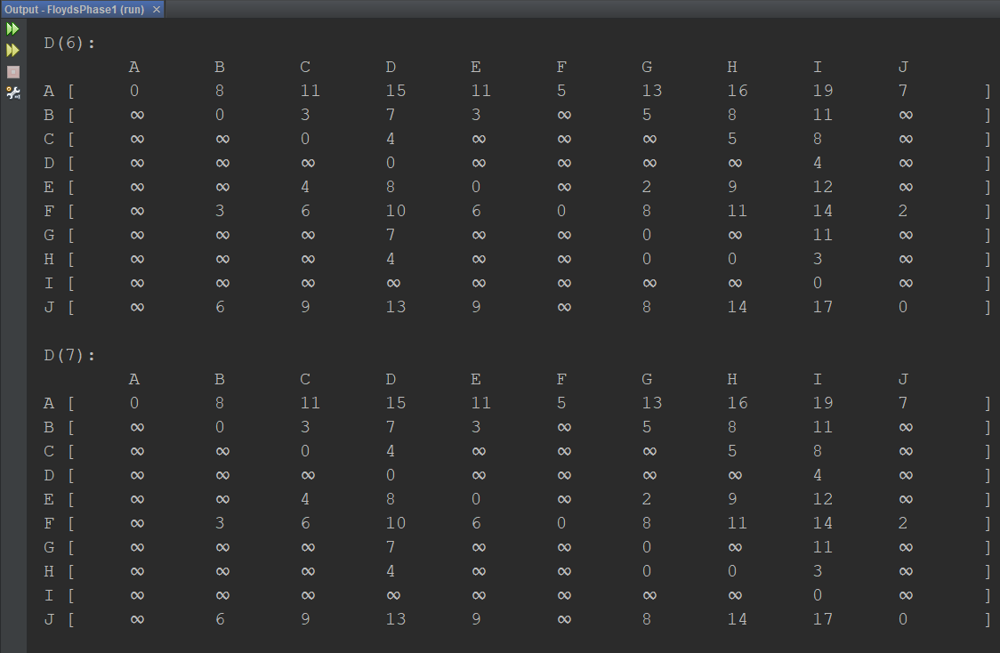 Output - FloydsPhase1 (run) ×
D(6):
A B C D E F G H I J
A [ 0 8 11 15 11 5 13 16 19 7 ]
B [ ∞ 0 3 7 3 ∞ 5 8 11 ∞ ]
C [ ∞ ∞ 0 4 ∞ ∞ ∞ 5 8 ∞ ]
D [ ∞ ∞ ∞ 0 ∞ ∞ ∞ ∞ 4 ∞ ]
E [ ∞ ∞ 4 8 0 ∞ 2 9 12 ∞ ]
F [ ∞ 3 6 10 6 0 8 11 14 2 ]
G [ ∞ ∞ ∞ 7 ∞ ∞ 0 ∞ 11 ∞ ]
H [ ∞ ∞ ∞ 4 ∞ ∞ 0 0 3 ∞ ]
I [ ∞ ∞ ∞ ∞ ∞ ∞ ∞ ∞ 0 ∞ ]
J [ ∞ 6 9 13 9 ∞ 8 14 17 0 ]
D(7):
A B C D E F G H I J
A [ 0 8 11 15 11 5 13 16 19 7 ]
B [ ∞ 0 3 7 3 ∞ 5 8 11 ∞ ]
C [ ∞ ∞ 0 4 ∞ ∞ ∞ 5 8 ∞ ]
D [ ∞ ∞ ∞ 0 ∞ ∞ ∞ ∞ 4 ∞ ]
E [ ∞ ∞ 4 8 0 ∞ 2 9 12 ∞ ]
F [ ∞ 3 6 10 6 0 8 11 14 2 ]
G [ ∞ ∞ ∞ 7 ∞ ∞ 0 ∞ 11 ∞ ]
H [ ∞ ∞ ∞ 4 ∞ ∞ 0 0 3 ∞ ]
I [ ∞ ∞ ∞ ∞ ∞ ∞ ∞ ∞ 0 ∞ ]
J [ ∞ 6 9 13 9 ∞ 8 14 17 0 ]